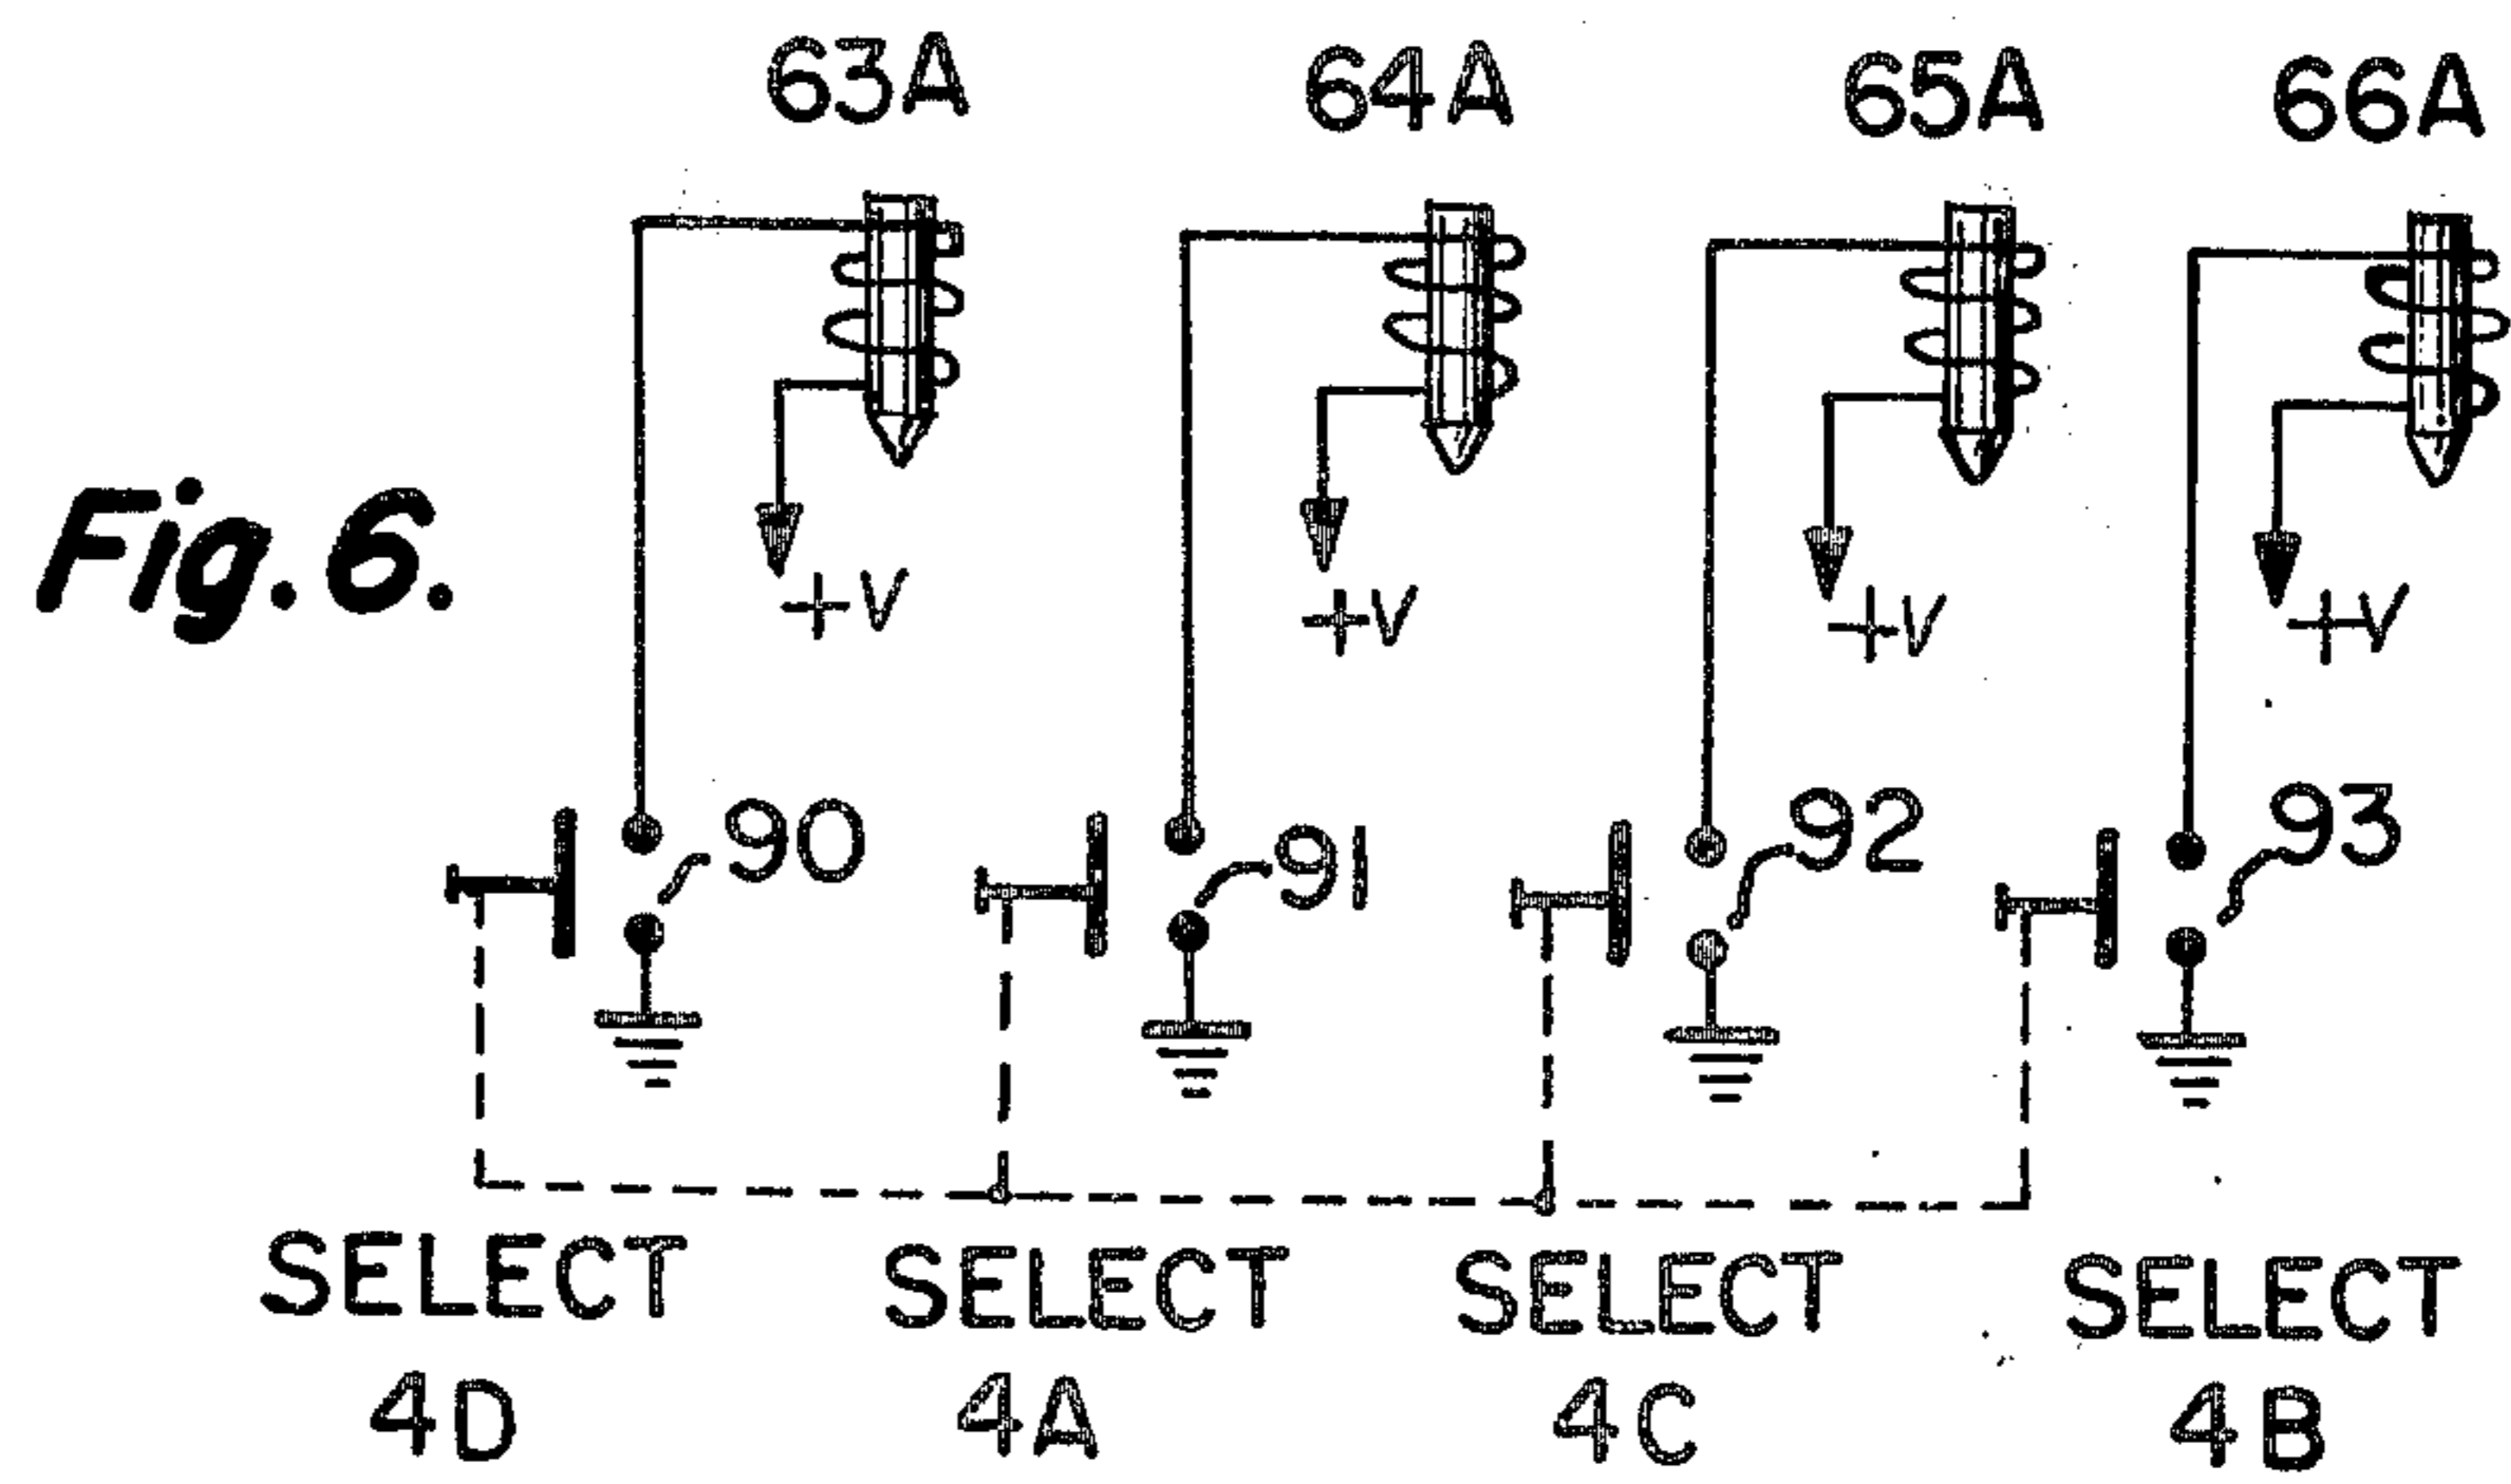 63A 64A 65A 66A
Fig. 6.
+V +V +V +V
90 91 92 93
SELECT SELECT SELECT SELECT
4D 4A 4C 4B